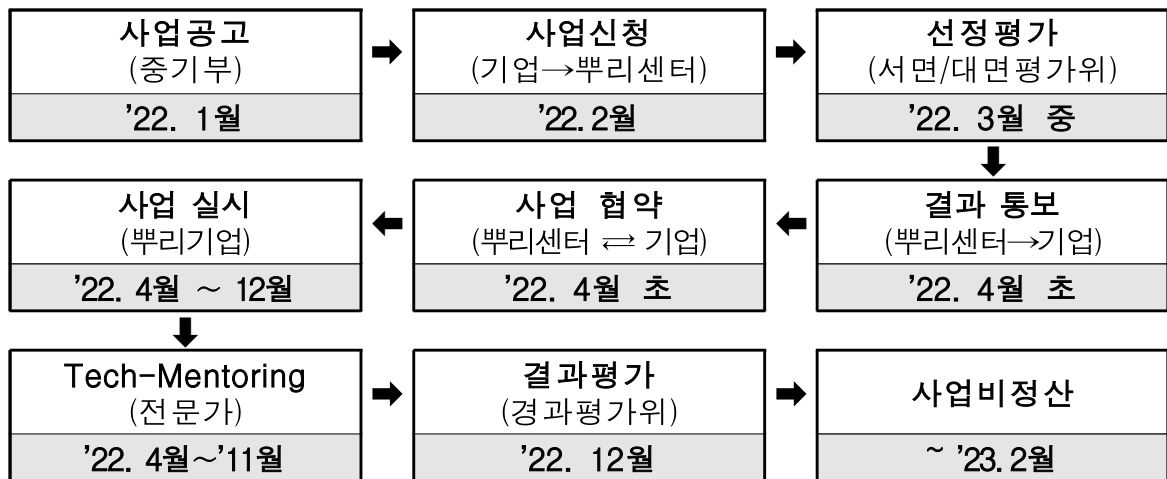 사업공고
(중기부)
'22. 1월
사업신청
(기업→뿌리센터)
'22. 2월
선정평가
(서면/대면평가위)
'22. 3월 중
결과 통보
(뿌리센터→기업)
'22. 4월 초
사업 협약
(뿌리센터 ⇄ 기업)
'22. 4월 초
사업 실시
(뿌리기업)
'22. 4월 ~ 12월
Tech-Mentoring
(전문가)
'22. 4월~'11월
결과평가
(경과평가위)
'22. 12월
사업비정산
~ '23. 2월